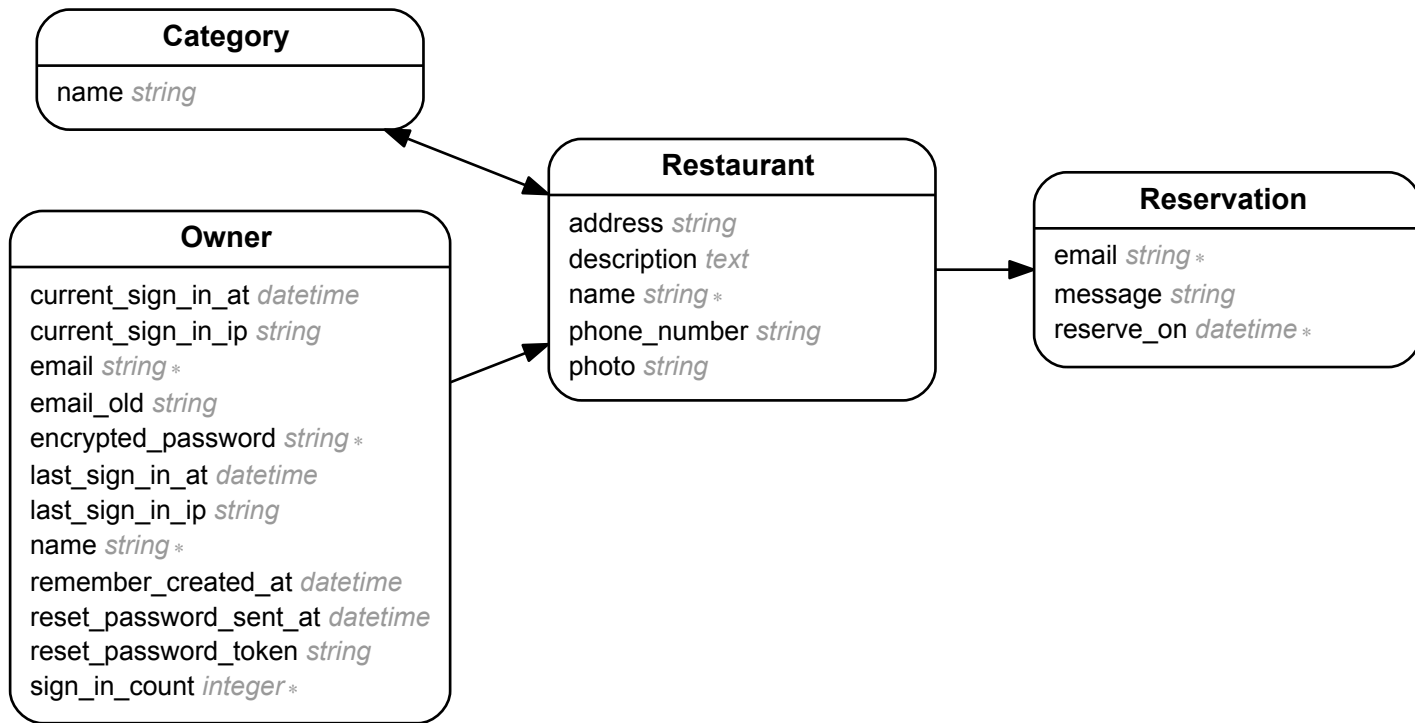 Category
name string
Owner
current_sign_in_at datetime
current_sign_in_ip string
email string *
email_old string
encrypted_password string *
last_sign_in_at datetime
last_sign_in_ip string
name string *
remember_created_at datetime
reset_password_sent_at datetime
reset_password_token string
sign_in_count integer *
Restaurant
address string
description text
name string *
phone_number string
photo string
Reservation
email string *
message string
reserve_on datetime *